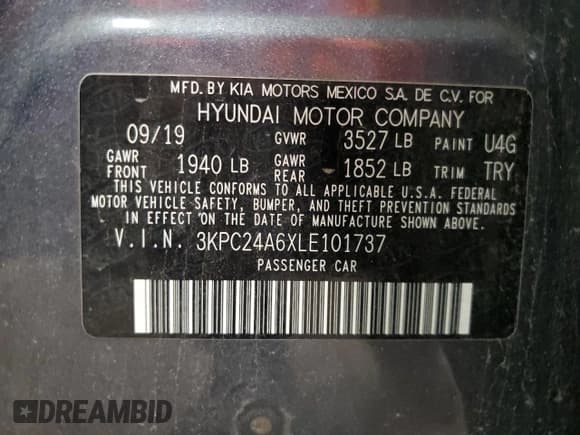 MFD. BY KIA MOTORS MEXICO S.A. DE C.V. FOR
HYUNDAI MOTOR COMPANY
09/19 GVWR 3527 LB PAINT U4G
GAWR FRONT 1940 LB GAWR REAR 1852 LB TRIM TRY
THIS VEHICLE CONFORMS TO ALL APPLICABLE U.S.A. FEDERAL
MOTOR VEHICLE SAFETY, BUMPER, AND THEFT PREVENTION STANDARDS
IN EFFECT ON THE DATE OF MANUFACTURE SHOWN ABOVE.
V.I.N. 3KPC24A6XLE101737
PASSENGER CAR
DREAMBID